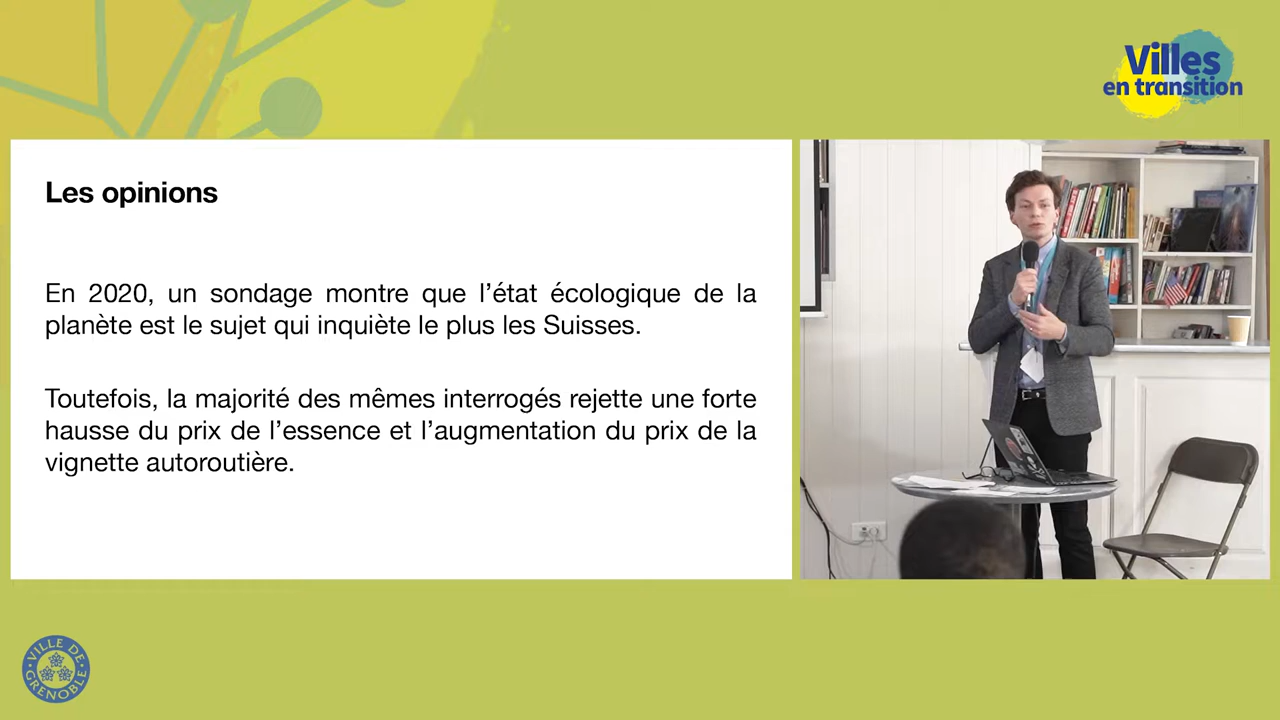 Villes
en transition
Les opinions
En 2020, un sondage montre que l’état écologique de la
planète est le sujet qui inquiète le plus les Suisses.
Toutefois, la majorité des mêmes interrogés rejette une forte
hausse du prix de l’essence et l’augmentation du prix de la
vignette autoroutière.
VILLE DE
GRENOBLE